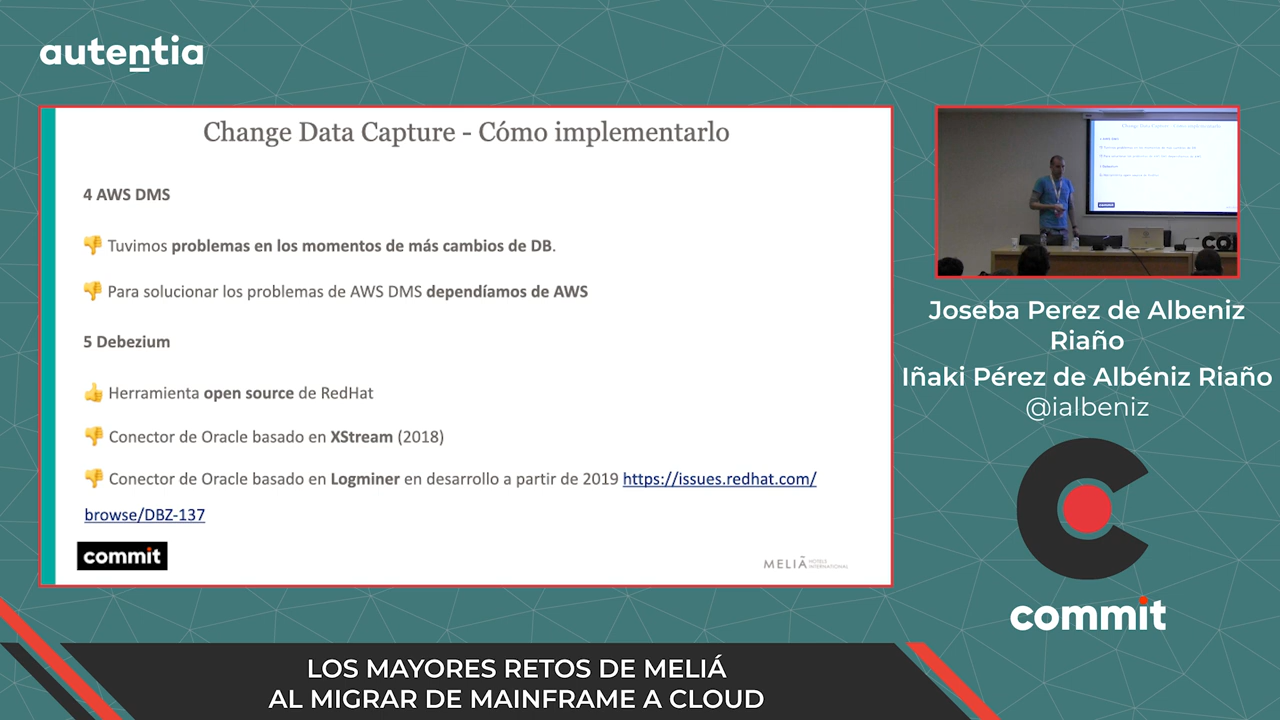 autentia
Change Data Capture - Cómo implementarlo
4 AWS DMS
👎 Tuvimos problemas en los momentos de más cambios de DB.
👎 Para solucionar los problemas de AWS DMS dependíamos de AWS
5 Debezium
👍 Herramienta open source de RedHat
👎 Conector de Oracle basado en XStream (2018)
👎 Conector de Oracle basado en Logminer en desarrollo a partir de 2019 https://issues.redhat.com/
browse/DBZ-137
commit
MELIÁ HOTELS
INTERNATIONAL
Joseba Perez de Albeniz
Riaño
Iñaki Pérez de Albéniz Riaño
@ialbeniz
commit
LOS MAYORES RETOS DE MELIÁ
AL MIGRAR DE MAINFRAME A CLOUD